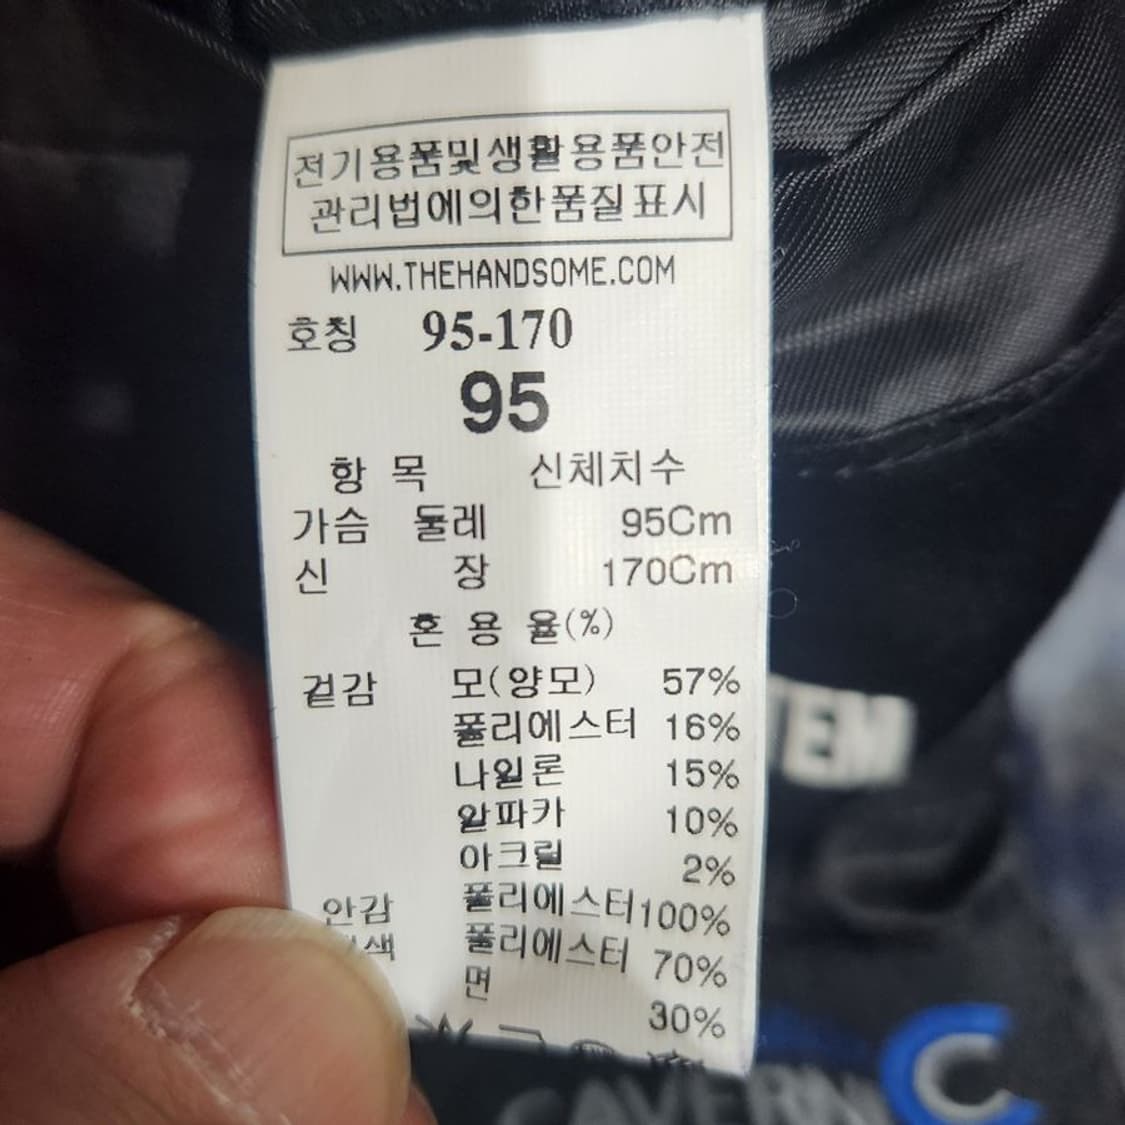 전기용품및생활용품안전
관리법에의한품질표시
WWW.THEHANDSOME.COM
호칭 95-170
95
항 목 신체치수
가슴 둘레 95Cm
신 장 170Cm
혼 용 율(%)
겉감 모(양모) 57%
폴리에스터 16%
나일론 15%
알파카 10%
아크릴 2%
안감 폴리에스터 100%
폴리에스터 70%
면 30%